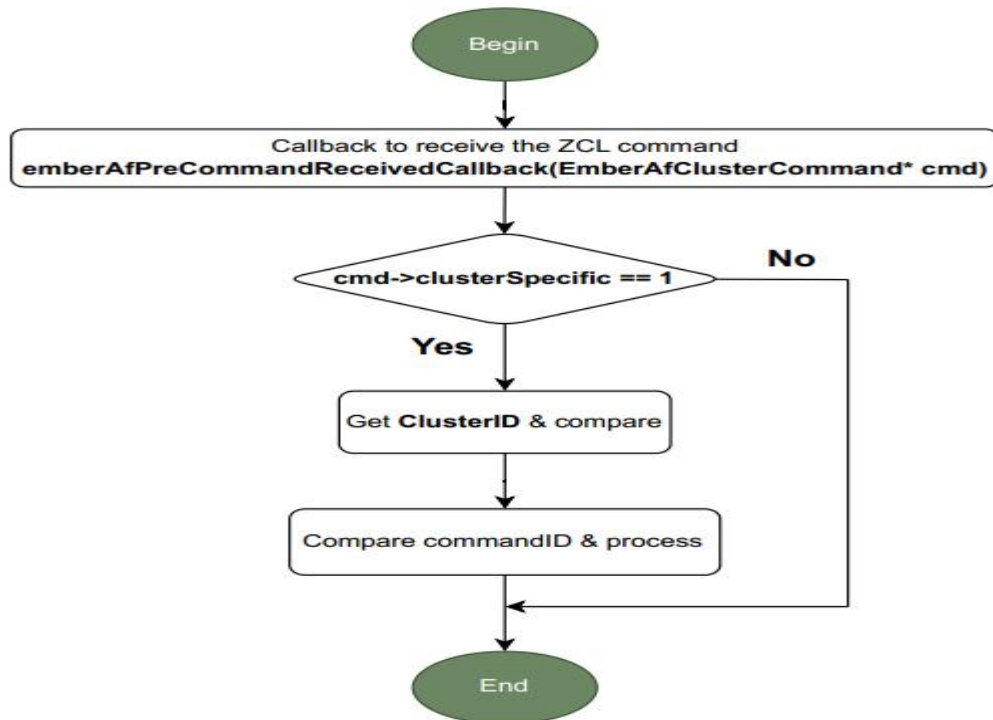 Begin
Callback to receive the ZCL command
emberAfPreCommandReceivedCallback(EmberAfClusterCommand* cmd)
cmd->clusterSpecific == 1
No
Yes
Get ClusterID & compare
Compare commandID & process
End